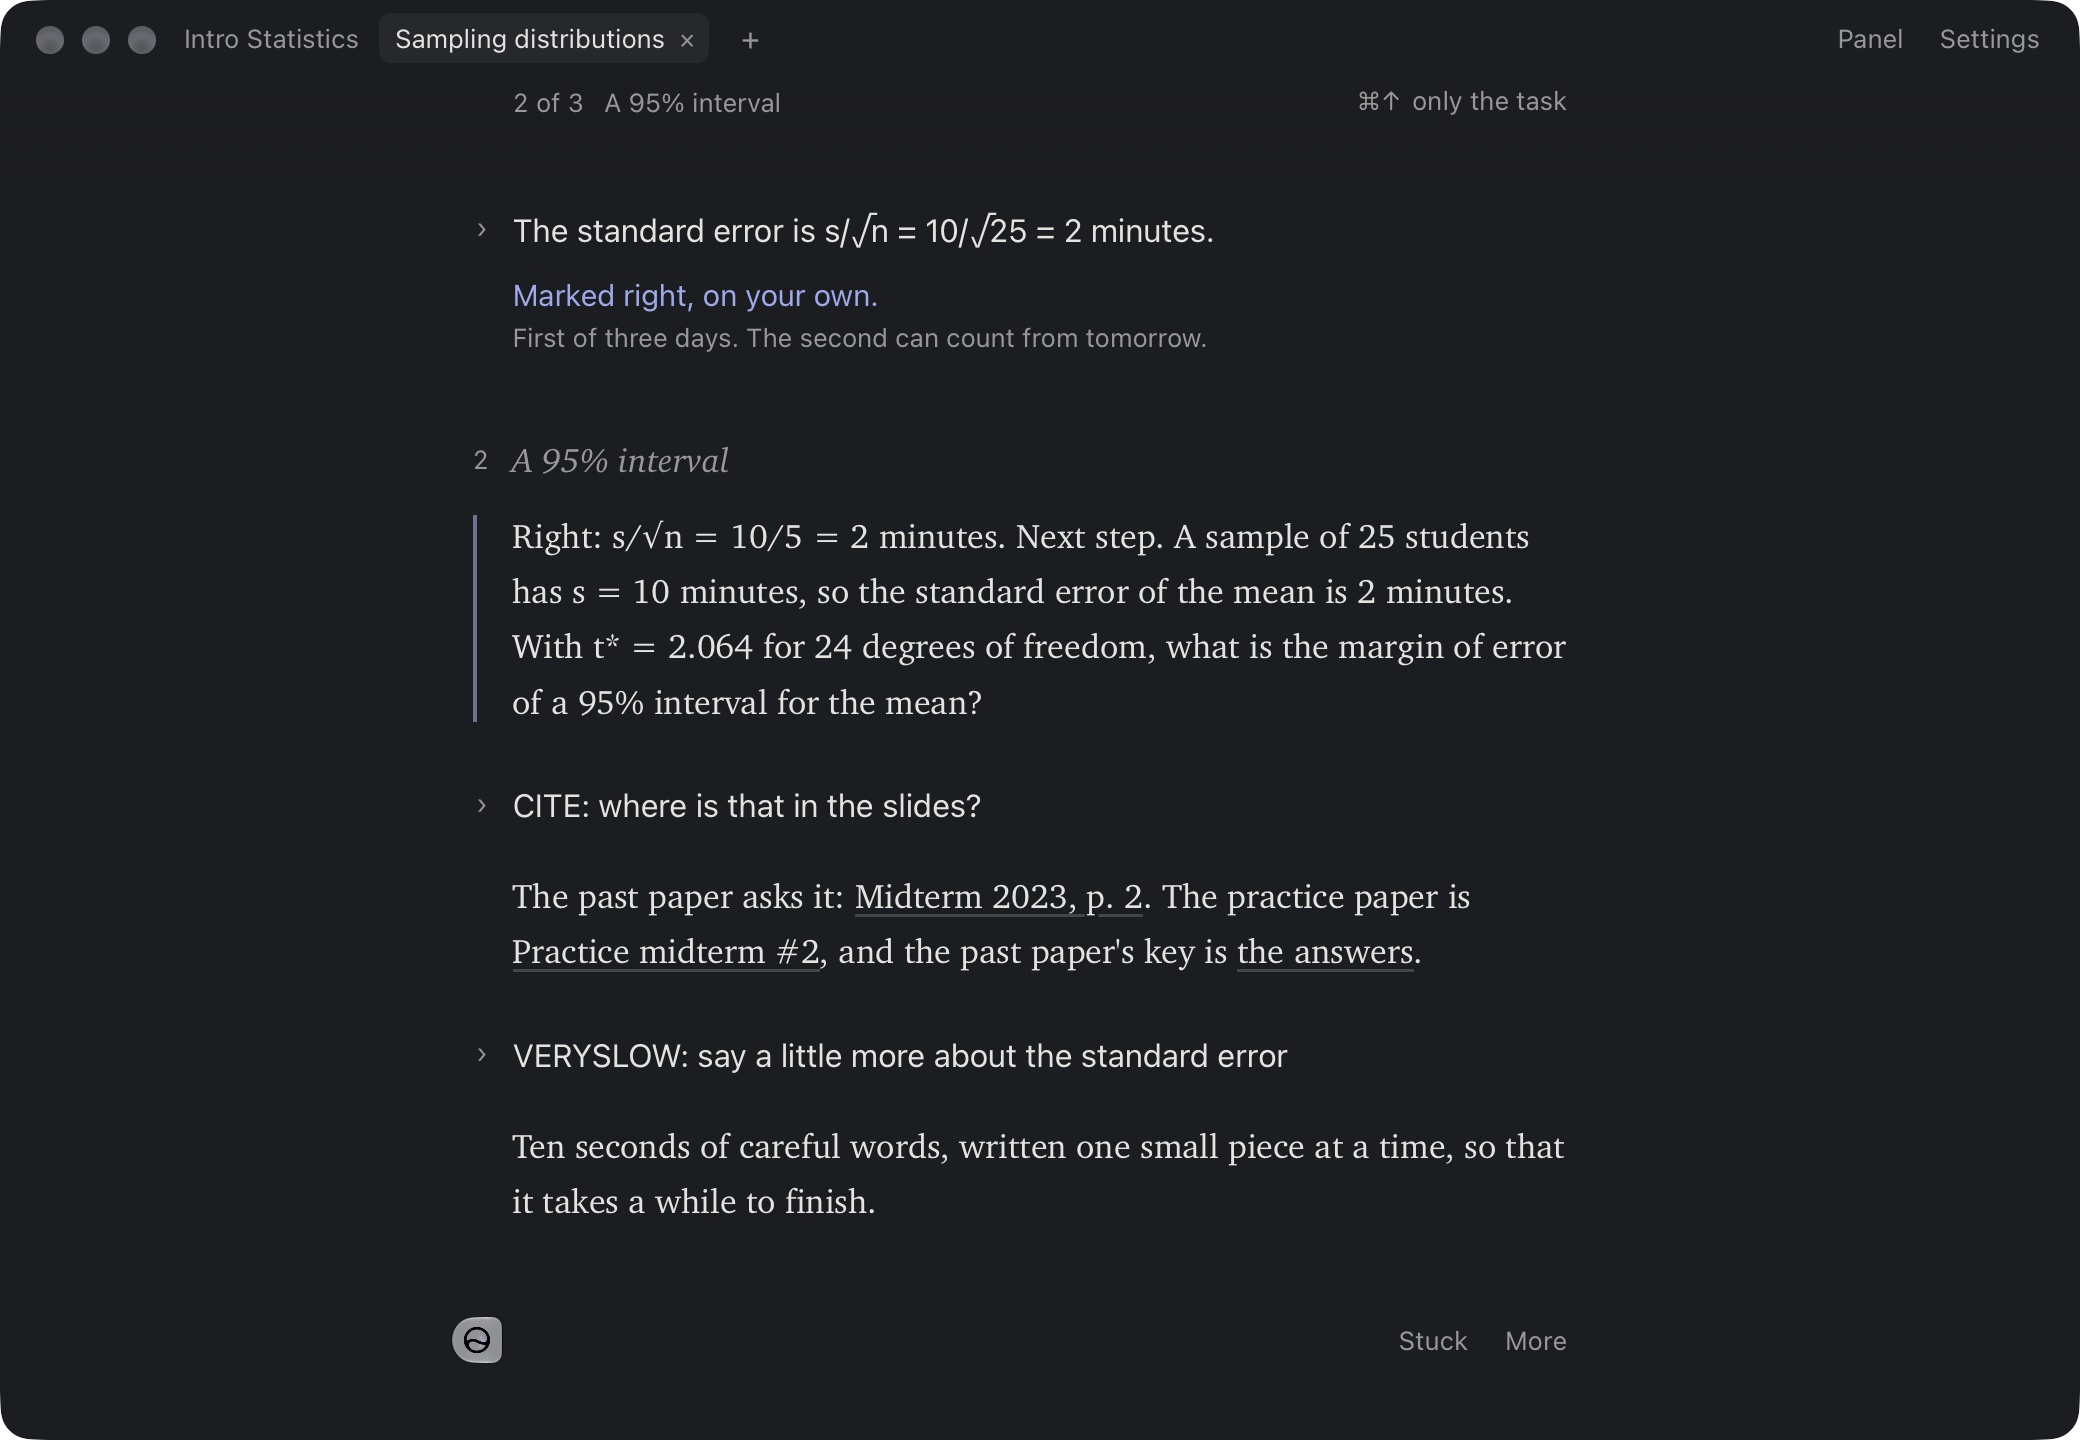 Intro Statistics
Sampling distributions ×
+
Panel
Settings
2 of 3 A 95% interval
⌘↑ only the task
› The standard error is s/√n = 10/√25 = 2 minutes.
Marked right, on your own.
First of three days. The second can count from tomorrow.
2 A 95% interval
Right: s/√n = 10/5 = 2 minutes. Next step. A sample of 25 students
has s = 10 minutes, so the standard error of the mean is 2 minutes.
With t* = 2.064 for 24 degrees of freedom, what is the margin of error
of a 95% interval for the mean?
› CITE: where is that in the slides?
The past paper asks it: Midterm 2023, p. 2. The practice paper is
Practice midterm #2, and the past paper's key is the answers.
› VERYSLOW: say a little more about the standard error
Ten seconds of careful words, written one small piece at a time, so that
it takes a while to finish.
Stuck
More